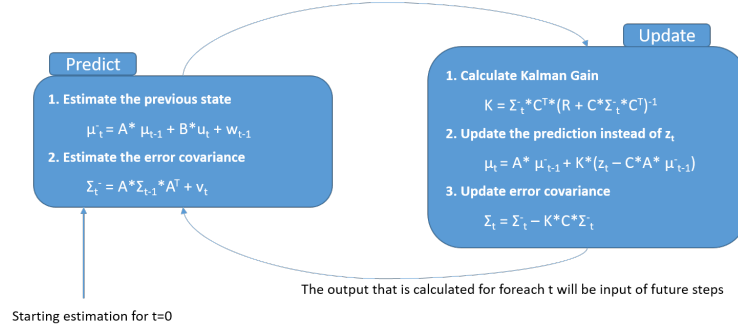 Predict
1. Estimate the previous state
μ⁻ₜ = A* μₜ₋₁ + B*uₜ + wₜ₋₁
2. Estimate the error covariance
Σₜ⁻ = A*Σₜ₋₁*Aᵀ + vₜ
Starting estimation for t=0
Update
1. Calculate Kalman Gain
K = Σ⁻ₜ*Cᵀ*(R + C*Σ⁻ₜ*Cᵀ)⁻¹
2. Update the prediction instead of zₜ
μₜ = A* μ⁻ₜ₋₁ + K*(zₜ – C*A* μ⁻ₜ₋₁)
3. Update error covariance
Σₜ = Σ⁻ₜ – K*C*Σ⁻ₜ
The output that is calculated for foreach t will be input of future steps